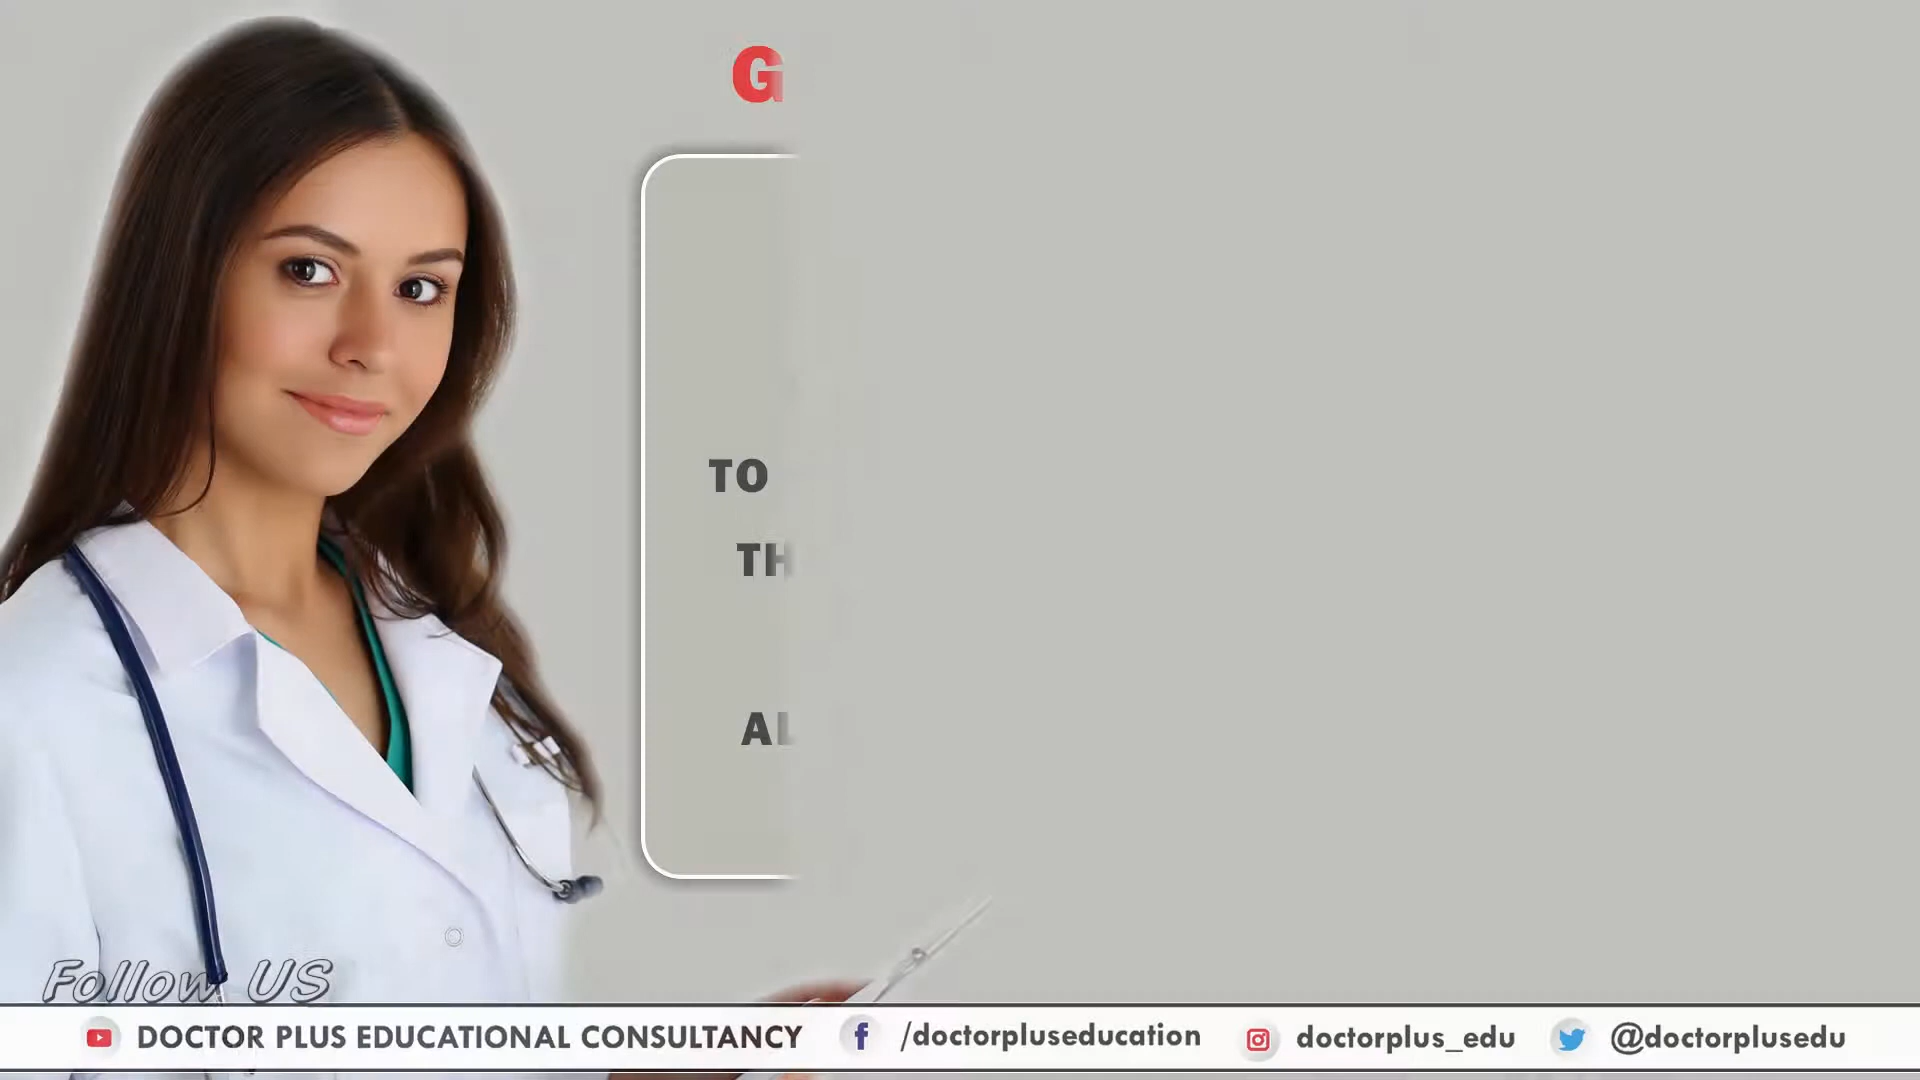 G
TO
TH
AL
Follow US
DOCTOR PLUS EDUCATIONAL CONSULTANCY /doctorpluseducation doctorplus_edu @doctorplusedu